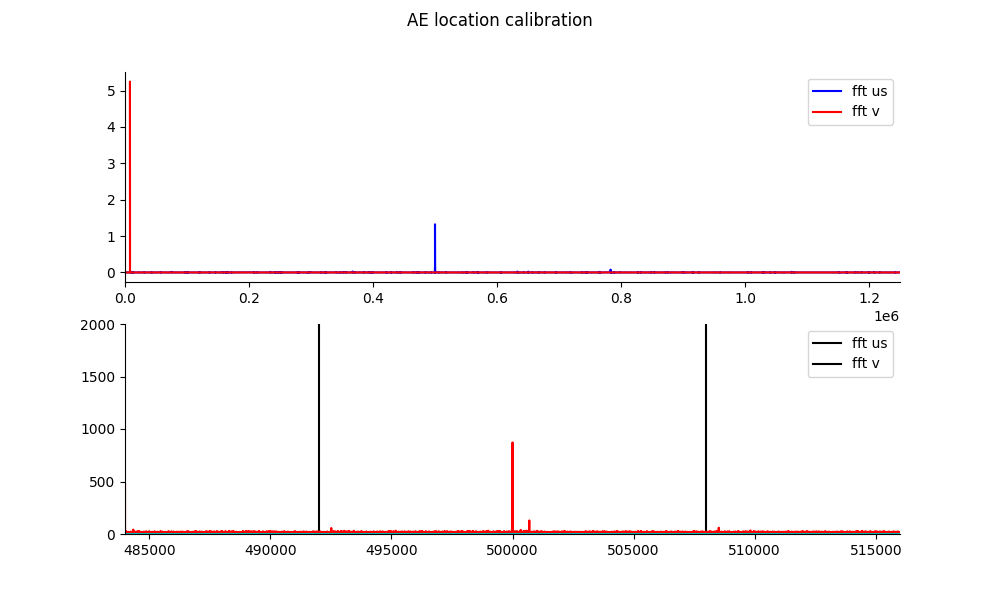 AE location calibration
5
4
3
2
1
0
fft us
fft v
0.0 0.2 0.4 0.6 0.8 1.0 1.2
1e6
2000
1500
1000
500
0
fft us
fft v
485000 490000 495000 500000 505000 510000 515000